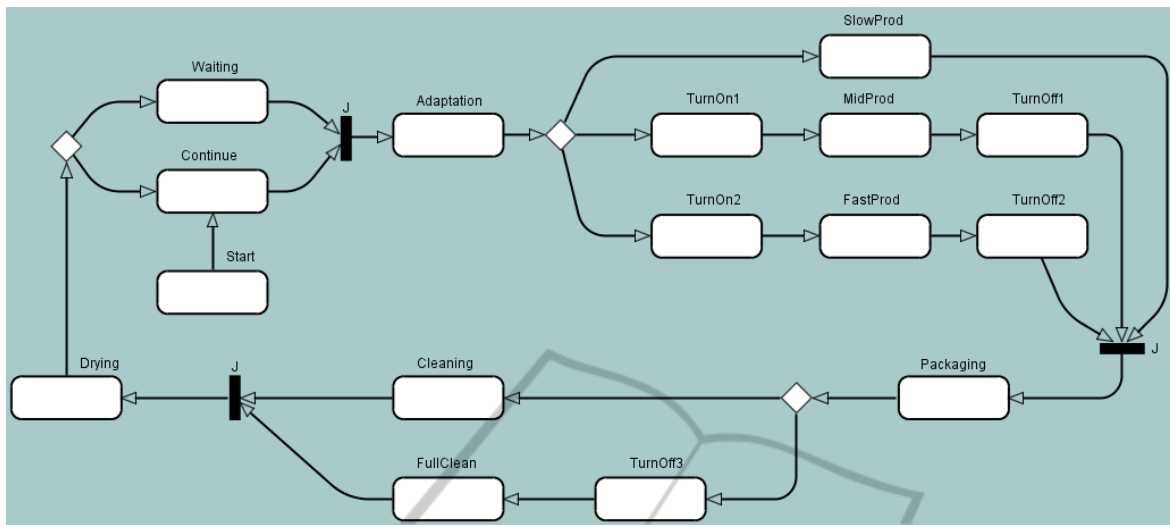 SlowProd
Waiting
J
Adaptation
TurnOn1
MidProd
TurnOff1
Continue
TurnOn2
FastProd
TurnOff2
Start
J
Drying
J
Cleaning
Packaging
FullClean
TurnOff3